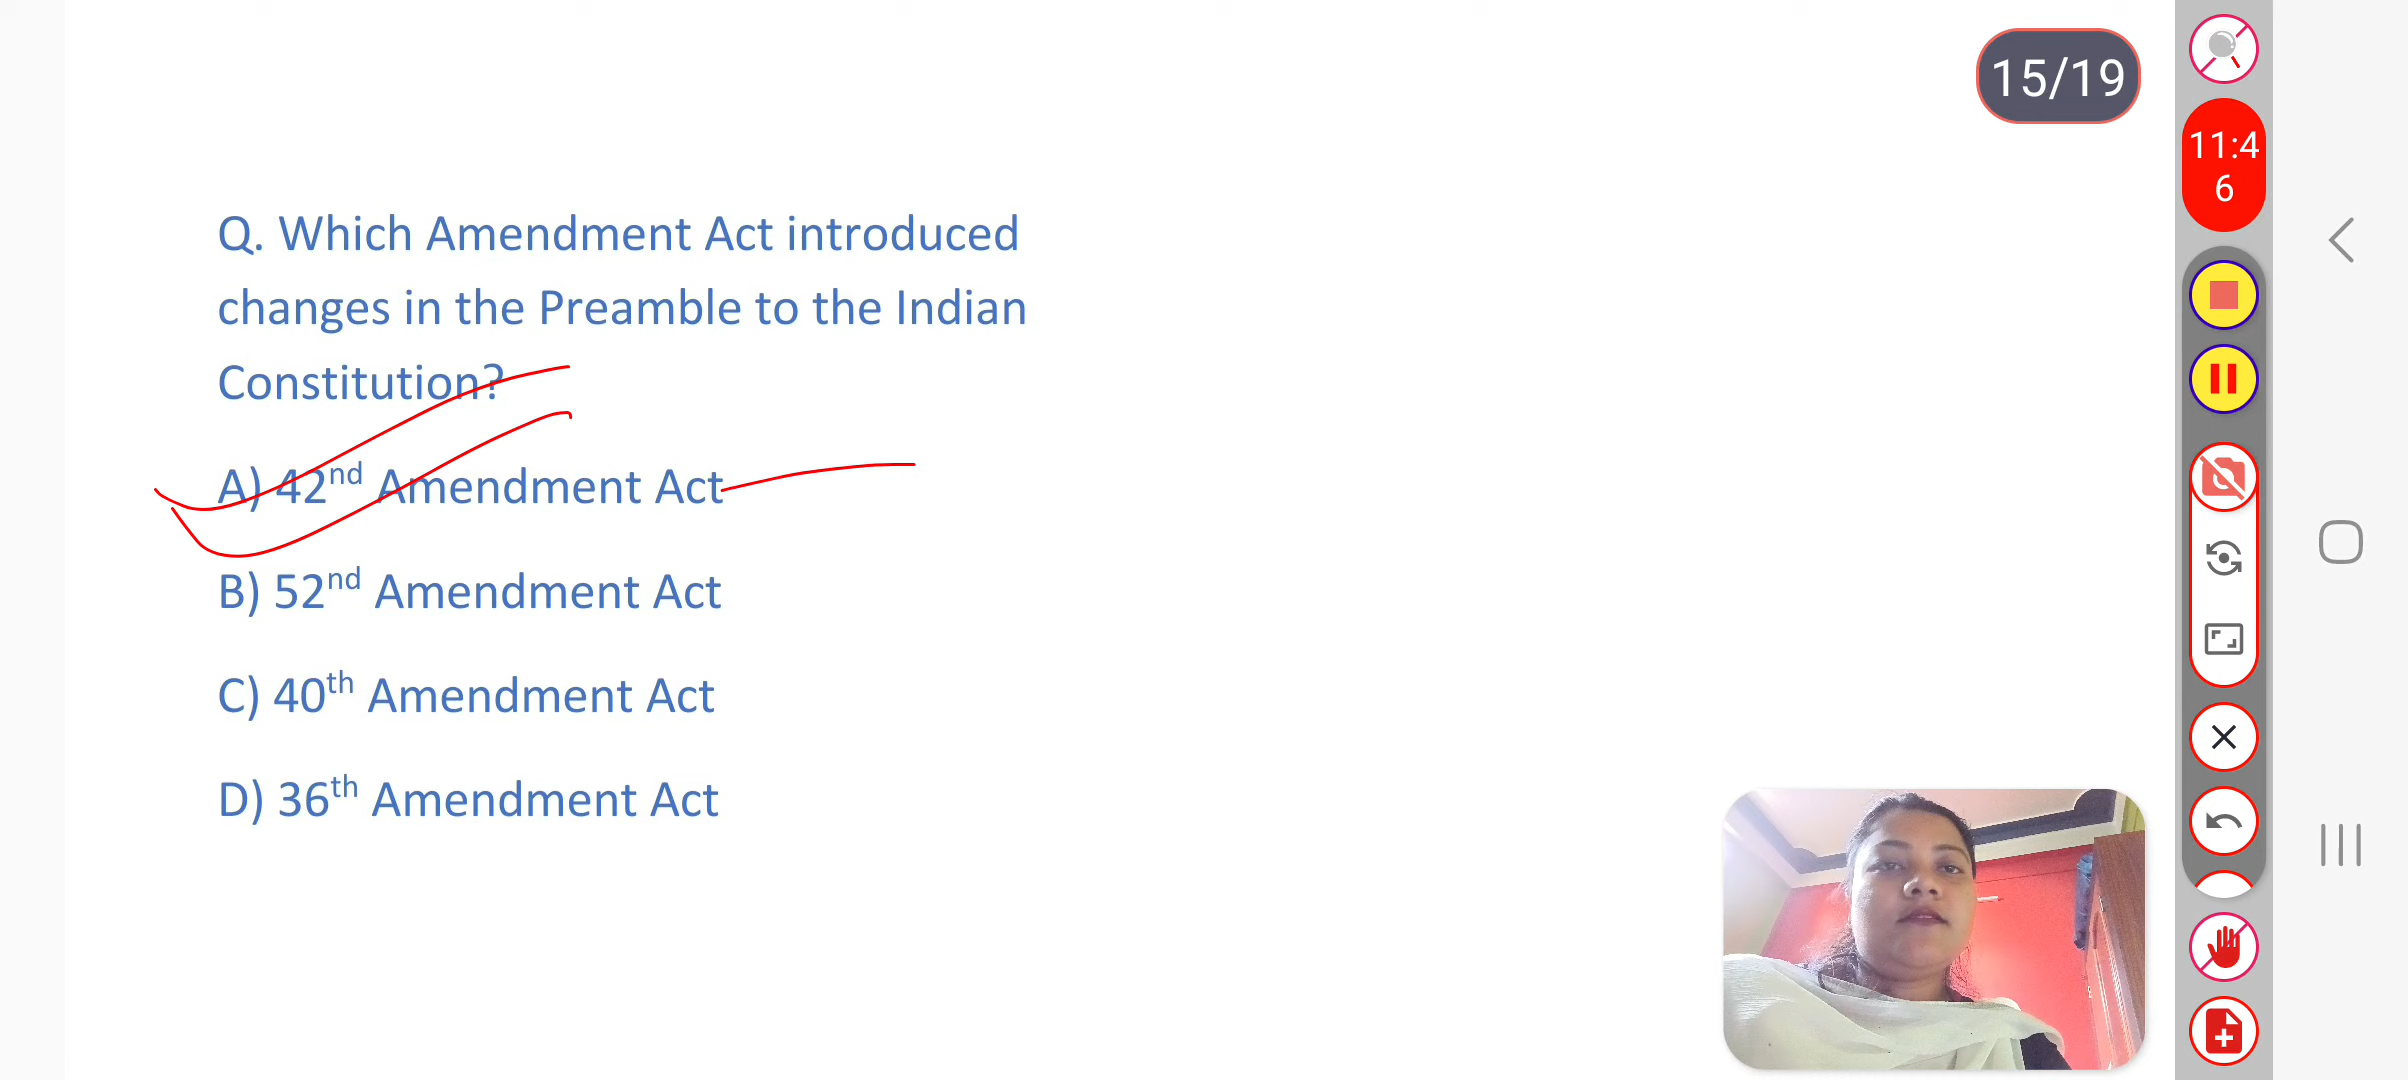 15/19
11:4
6
Q. Which Amendment Act introduced
changes in the Preamble to the Indian
Constitution?
A) 42nd Amendment Act
B) 52nd Amendment Act
C) 40th Amendment Act
D) 36th Amendment Act